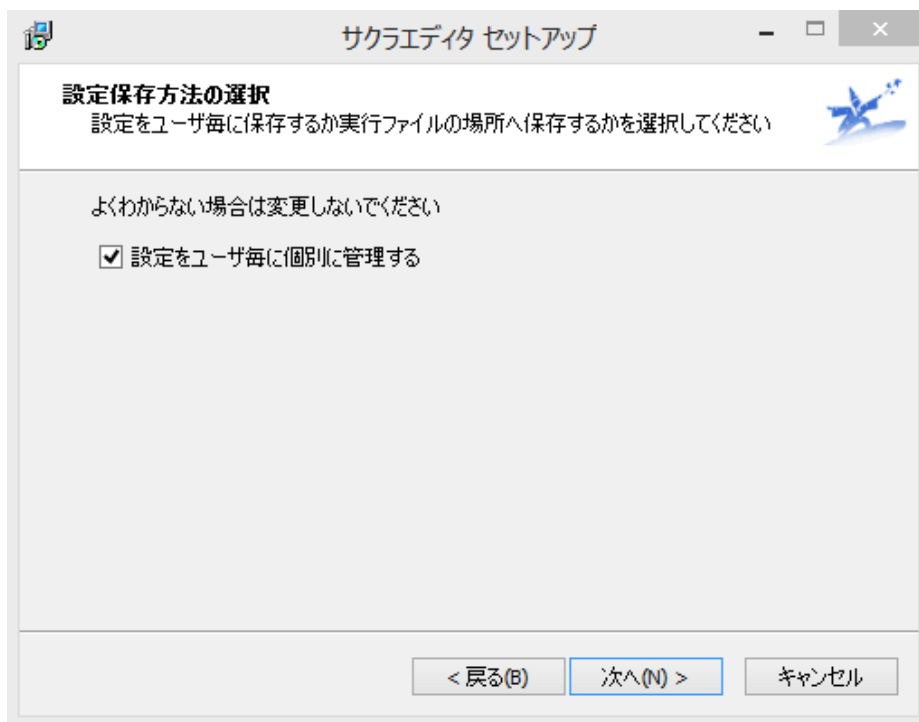 サクラエディタ セットアップ
設定保存方法の選択
設定をユーザ毎に保存するか実行ファイルの場所へ保存するかを選択してください
よくわからない場合は変更しないでください
設定をユーザ毎に個別に管理する
< 戻る(B)
次へ(N) >
キャンセル